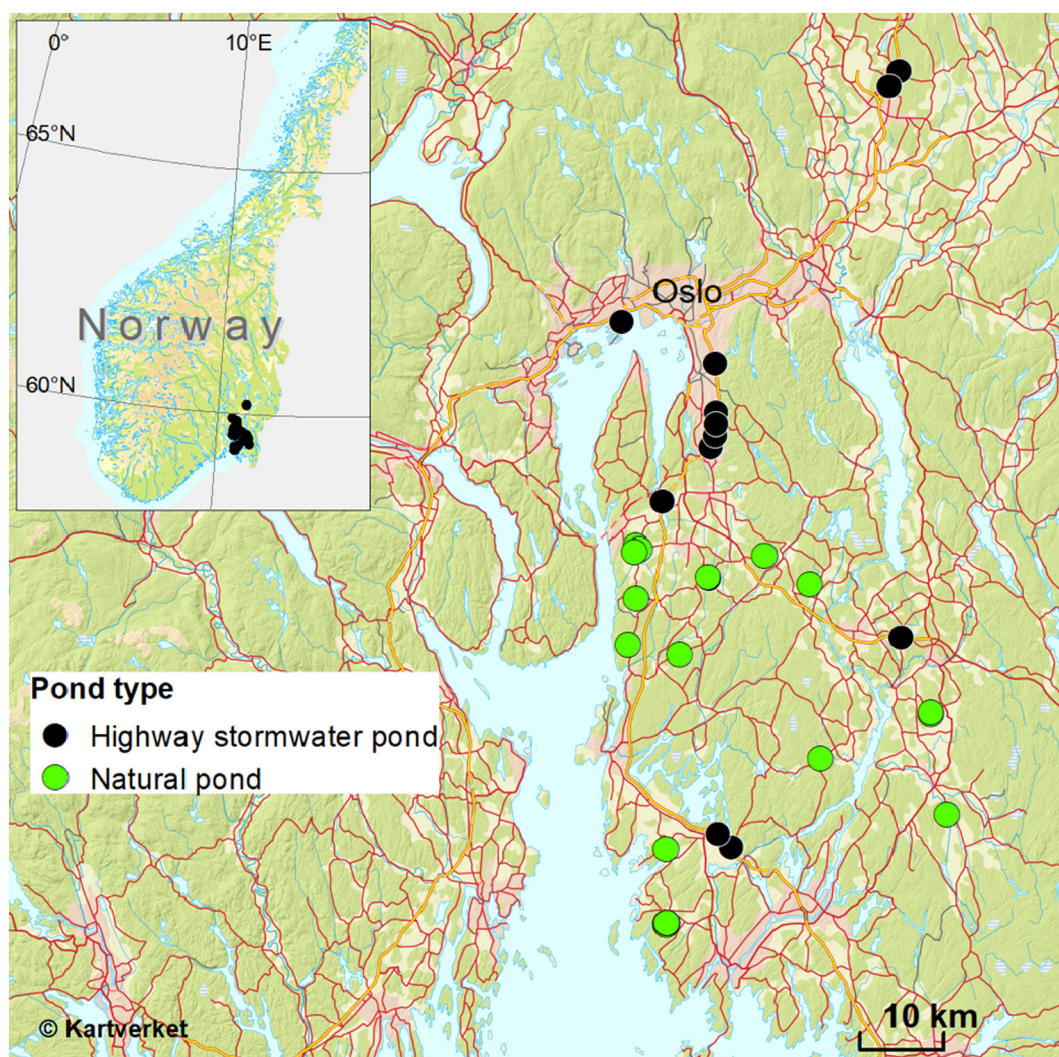 0° 10°E
65°N
Norway
60°N
Oslo
Pond type
Highway stormwater pond
Natural pond
© Kartverket
10 km